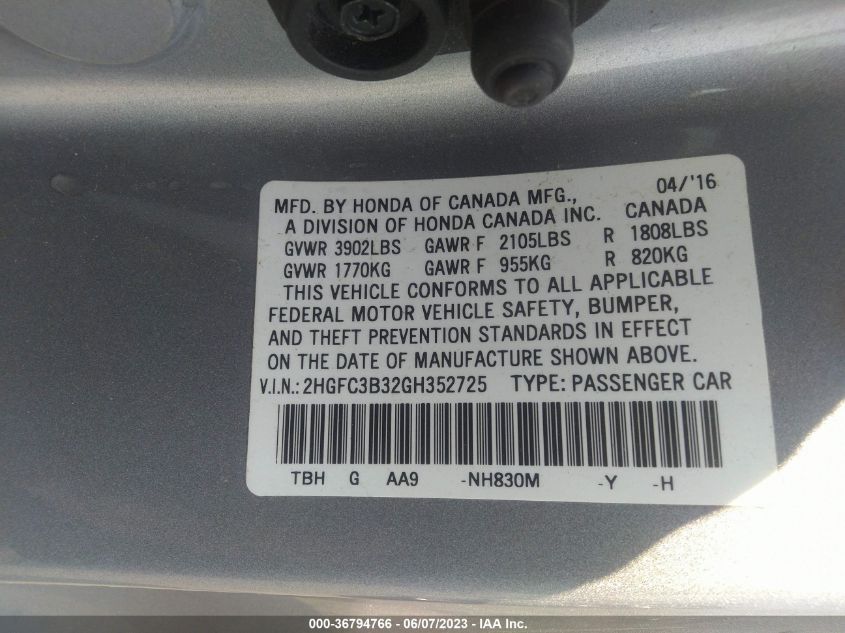 04/'16
MFD. BY HONDA OF CANADA MFG.,
A DIVISION OF HONDA CANADA INC. CANADA
GVWR 3902LBS GAWR F 2105LBS R 1808LBS
GVWR 1770KG GAWR F 955KG R 820KG
THIS VEHICLE CONFORMS TO ALL APPLICABLE
FEDERAL MOTOR VEHICLE SAFETY, BUMPER,
AND THEFT PREVENTION STANDARDS IN EFFECT
ON THE DATE OF MANUFACTURE SHOWN ABOVE.
V.I.N.: 2HGFC3B32GH352725 TYPE: PASSENGER CAR
TBH G AA9 -NH830M -Y -H
000-36794766 - 06/07/2023 - IAA Inc.